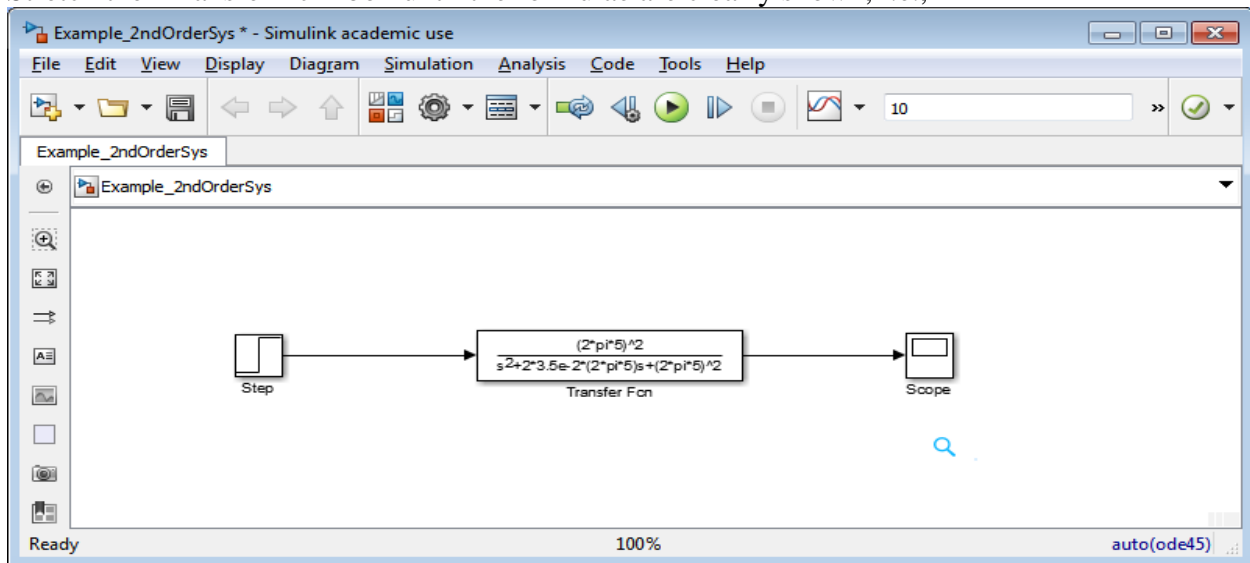 Example_2ndOrderSys * - Simulink academic use
File Edit View Display Diagram Simulation Analysis Code Tools Help
10 »
Example_2ndOrderSys
Example_2ndOrderSys
(2*pi*5)^2
s2+2*3.5e-2*(2*pi*5)s+(2*pi*5)^2
Step
Transfer Fcn
Scope
Ready 100% auto(ode45)